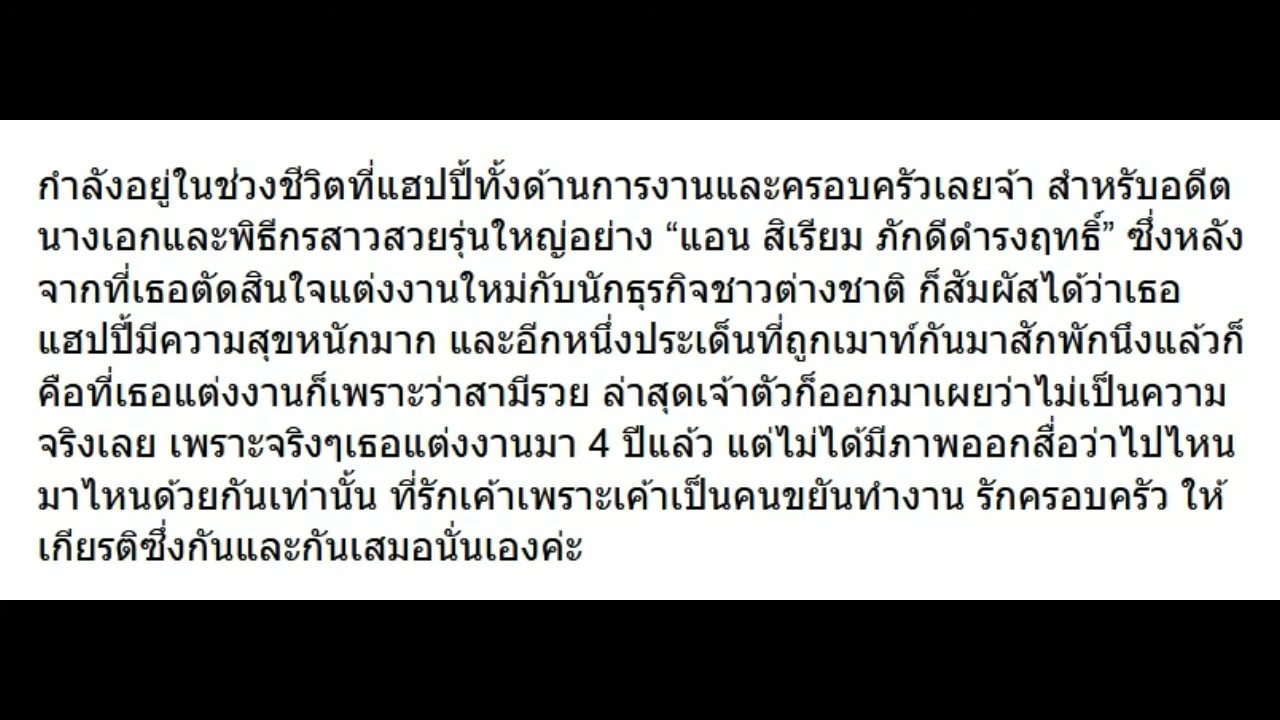 กำลังอยู่ในช่วงชีวิตที่แฮปปี้ทั้งด้านการงานและครอบครัวเลยจ้า สำหรับอดีต
นางเอกและพิธีกรสาวสวยรุ่นใหญ่อย่าง “แอน สิเรียม ภักดีดำรงฤทธิ์” ซึ่งหลัง
จากที่เธอตัดสินใจแต่งงานใหม่กับนักธุรกิจชาวต่างชาติ ก็สัมผัสได้ว่าเธอ
แฮปปี้มีความสุขหนักมาก และอีกหนึ่งประเด็นที่ถูกเมาท์กันมาสักพักนึงแล้วก็
คือที่เธอแต่งงานก็เพราะว่าสามีรวย ล่าสุดเจ้าตัวก็ออกมาเผยว่าไม่เป็นความ
จริงเลย เพราะจริงๆเธอแต่งงานมา 4 ปีแล้ว แต่ไม่ได้มีภาพออกสื่อว่าไปไหน
มาไหนด้วยกันเท่านั้น ที่รักเค้าเพราะเค้าเป็นคนขยันทำงาน รักครอบครัว ให้
เกียรติซึ่งกันและกันเสมอนั่นเองค่ะ